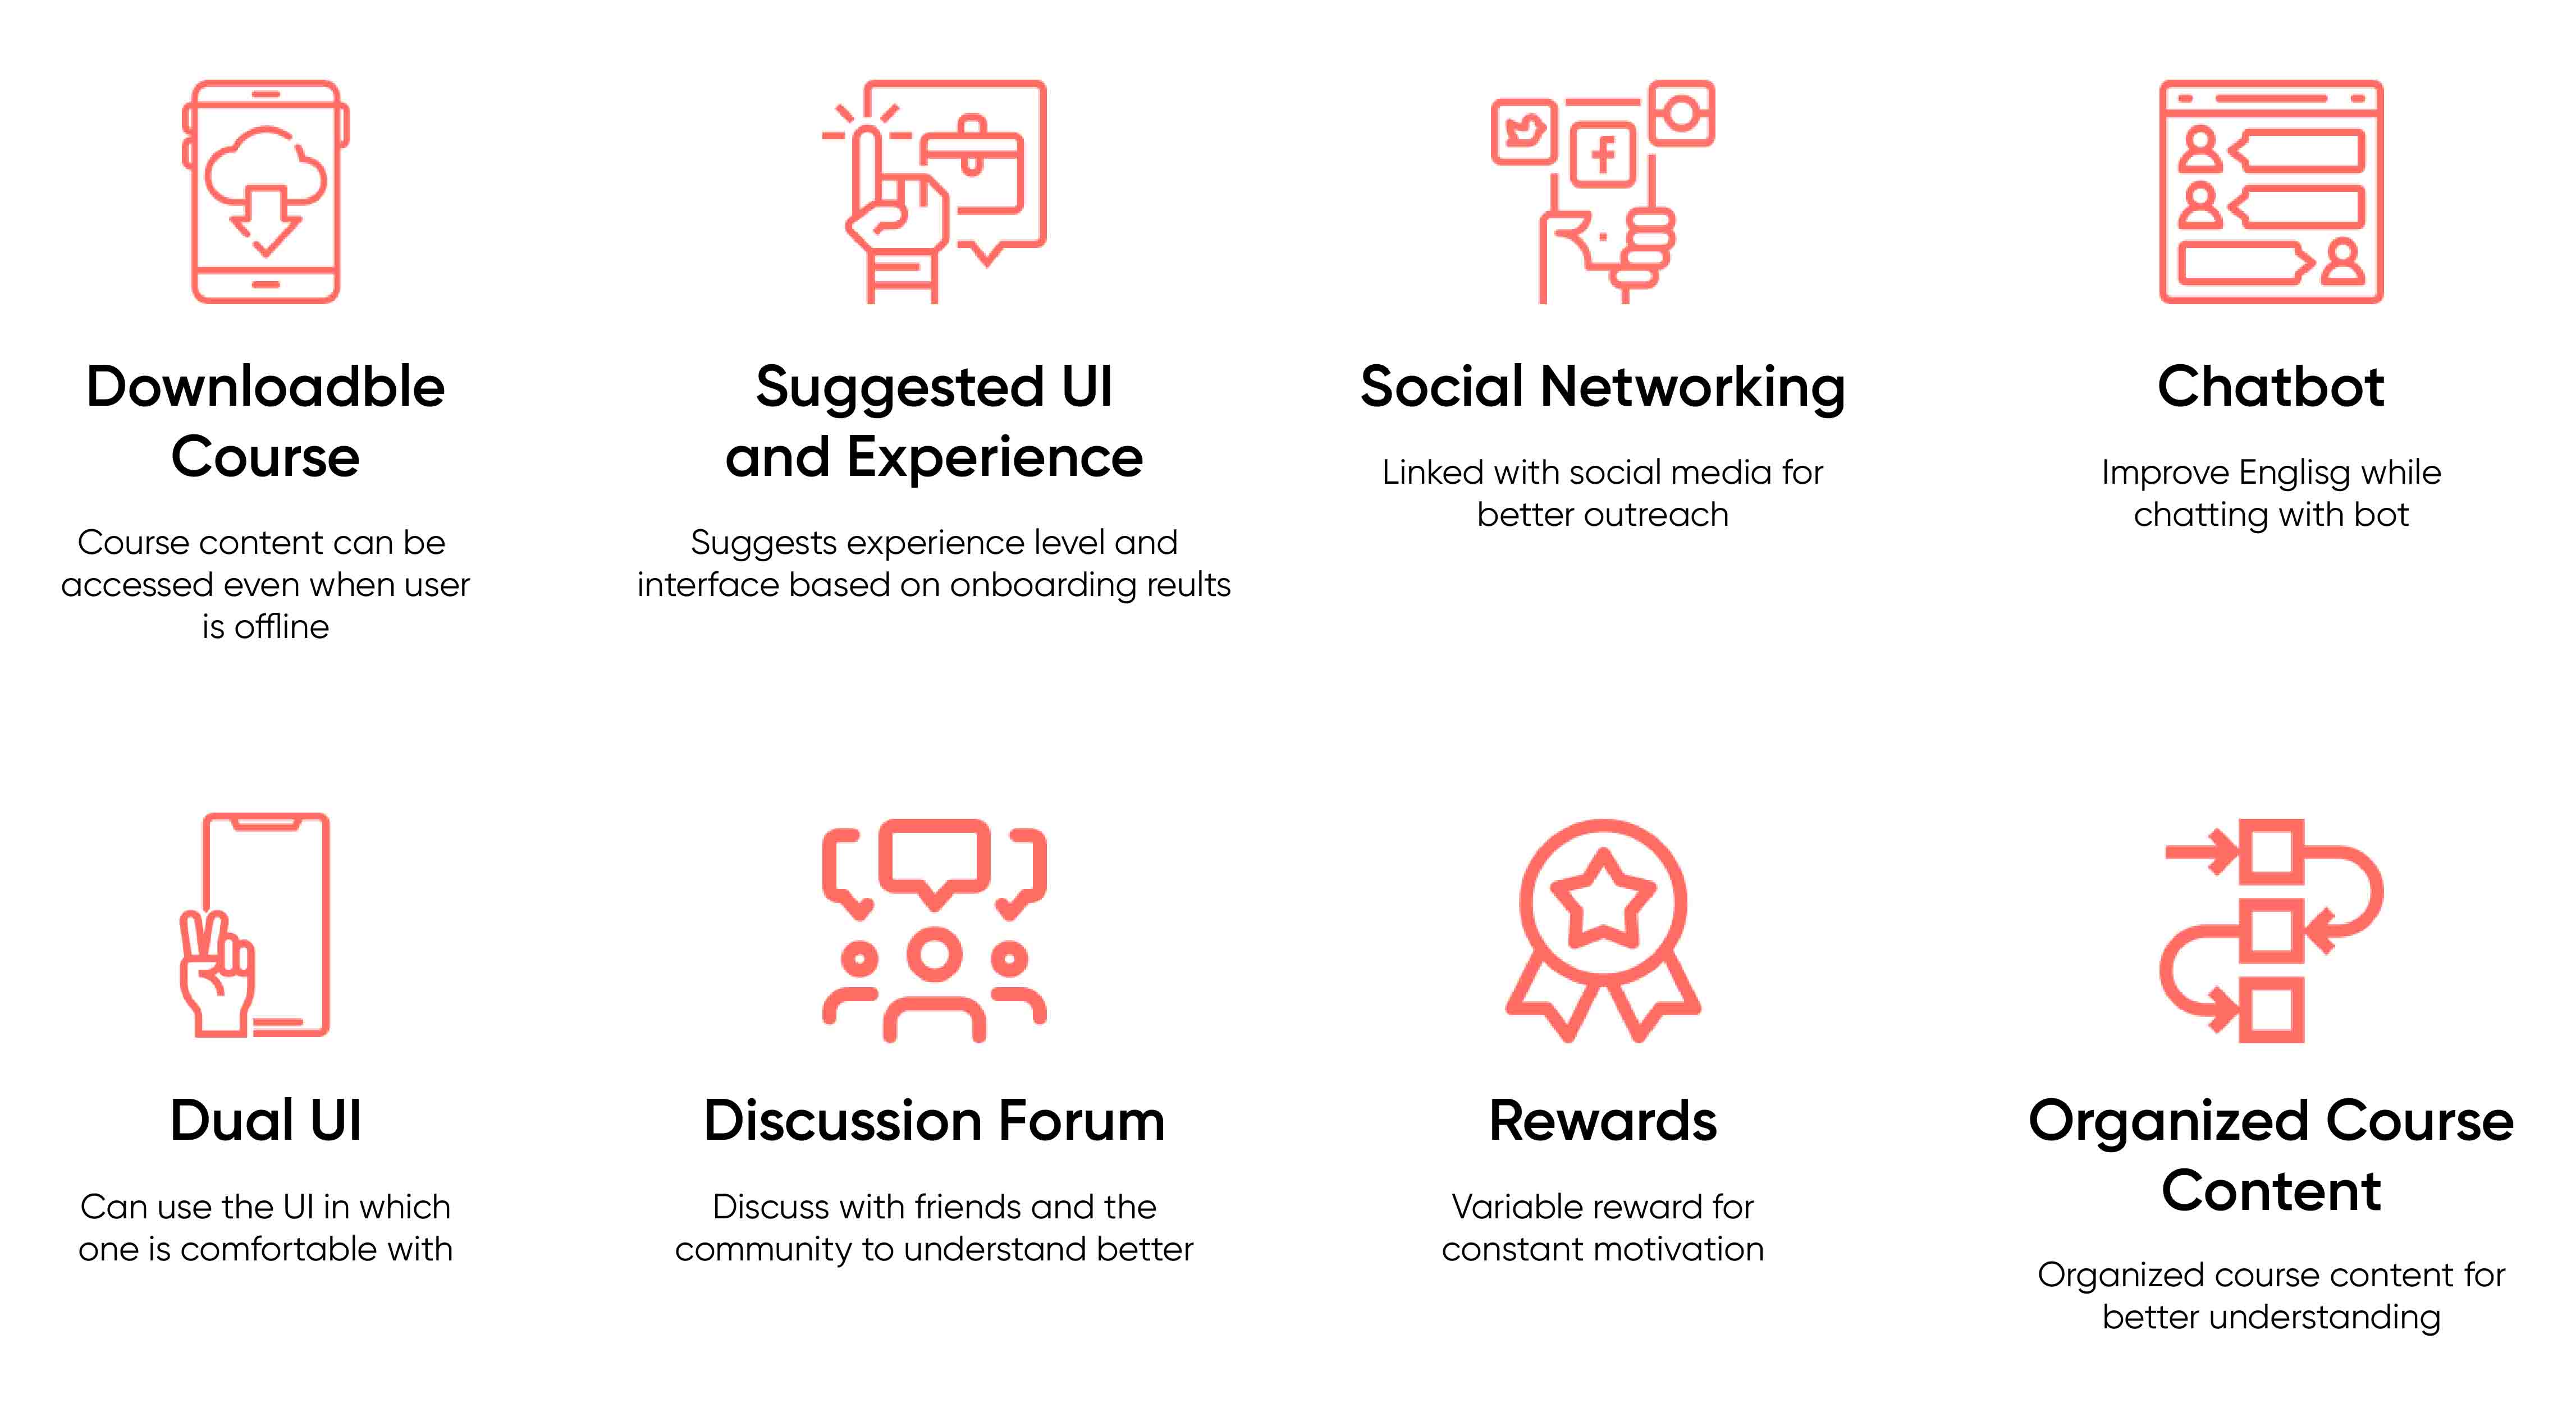 Downloadble
Course
Course content can be
accessed even when user
is offline
Suggested UI
and Experience
Suggests experience level and
interface based on onboarding reults
Social Networking
Linked with social media for
better outreach
Chatbot
Improve Englisg while
chatting with bot
Dual UI
Can use the UI in which
one is comfortable with
Discussion Forum
Discuss with friends and the
community to understand better
Rewards
Variable reward for
constant motivation
Organized Course
Content
Organized course content for
better understanding